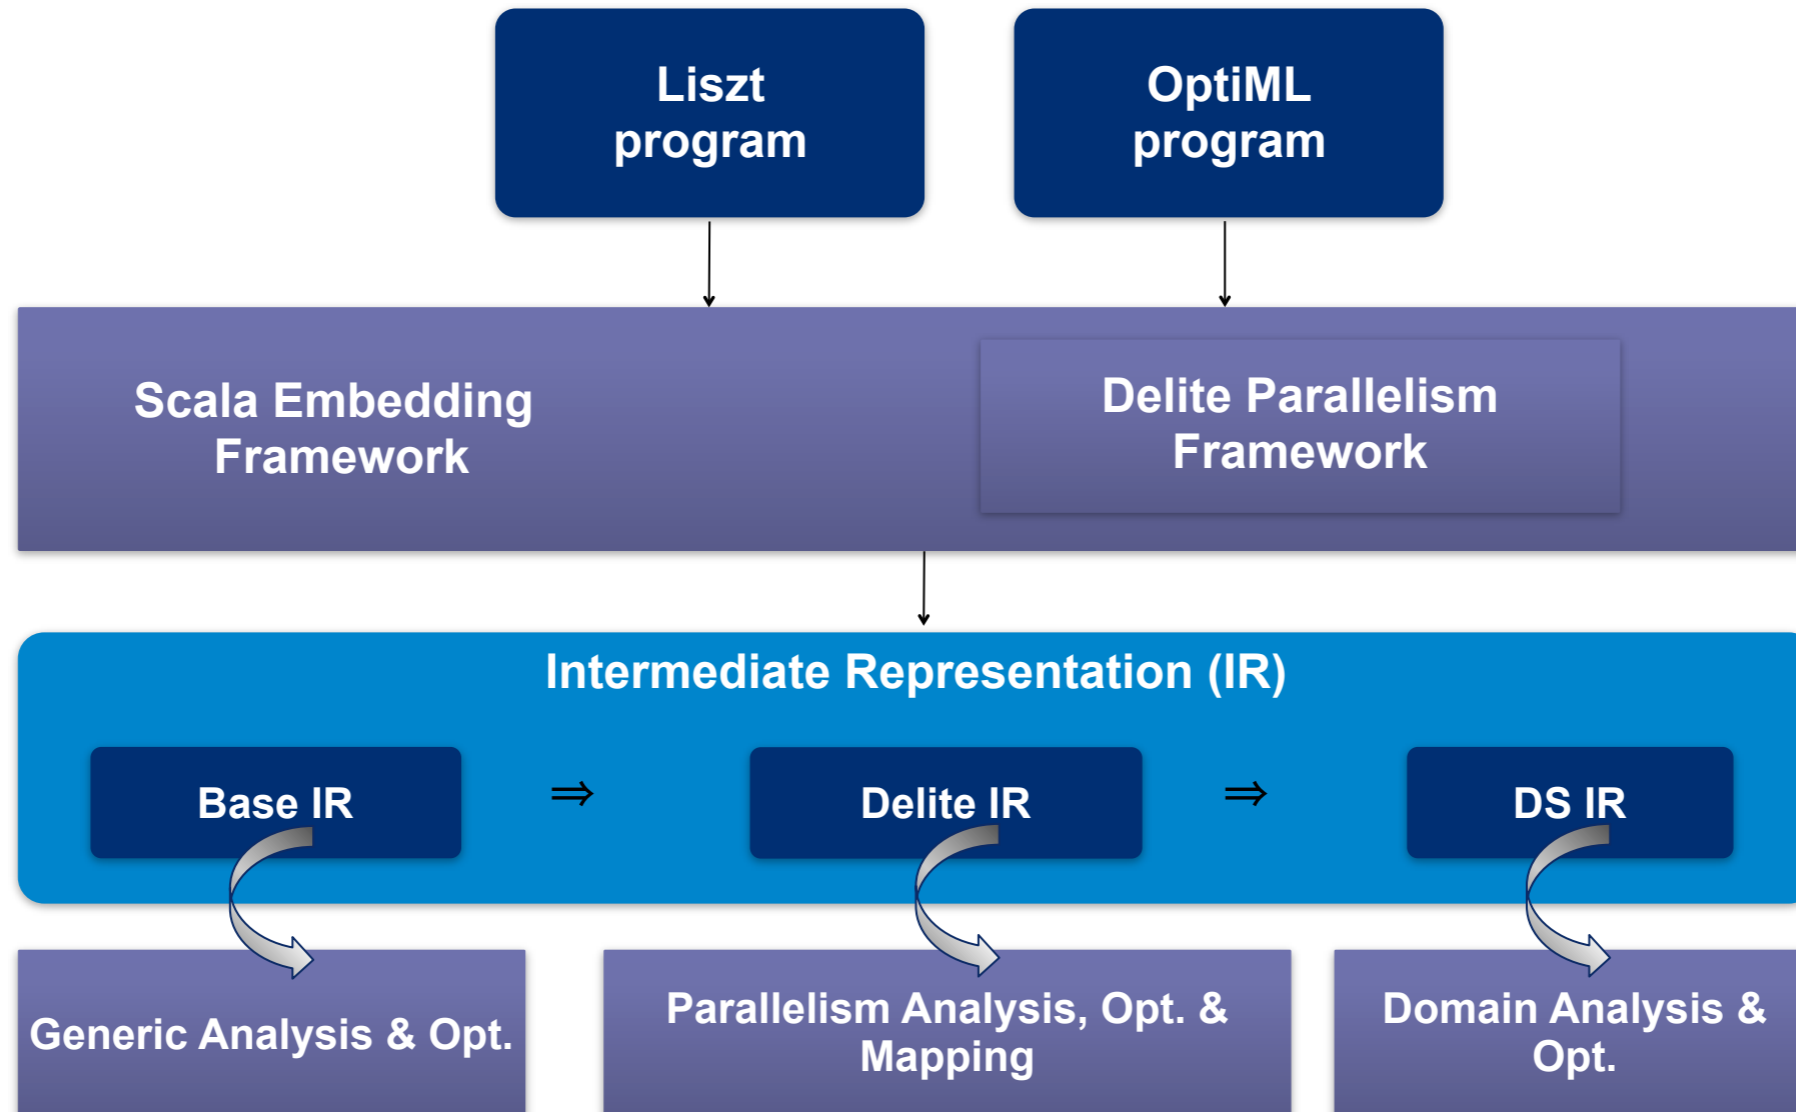 Liszt
program
OptiML
program
Scala Embedding
Framework
Delite Parallelism
Framework
Intermediate Representation (IR)
Base IR
⇒
Delite IR
⇒
DS IR
Generic Analysis & Opt.
Parallelism Analysis, Opt. &
Mapping
Domain Analysis &
Opt.